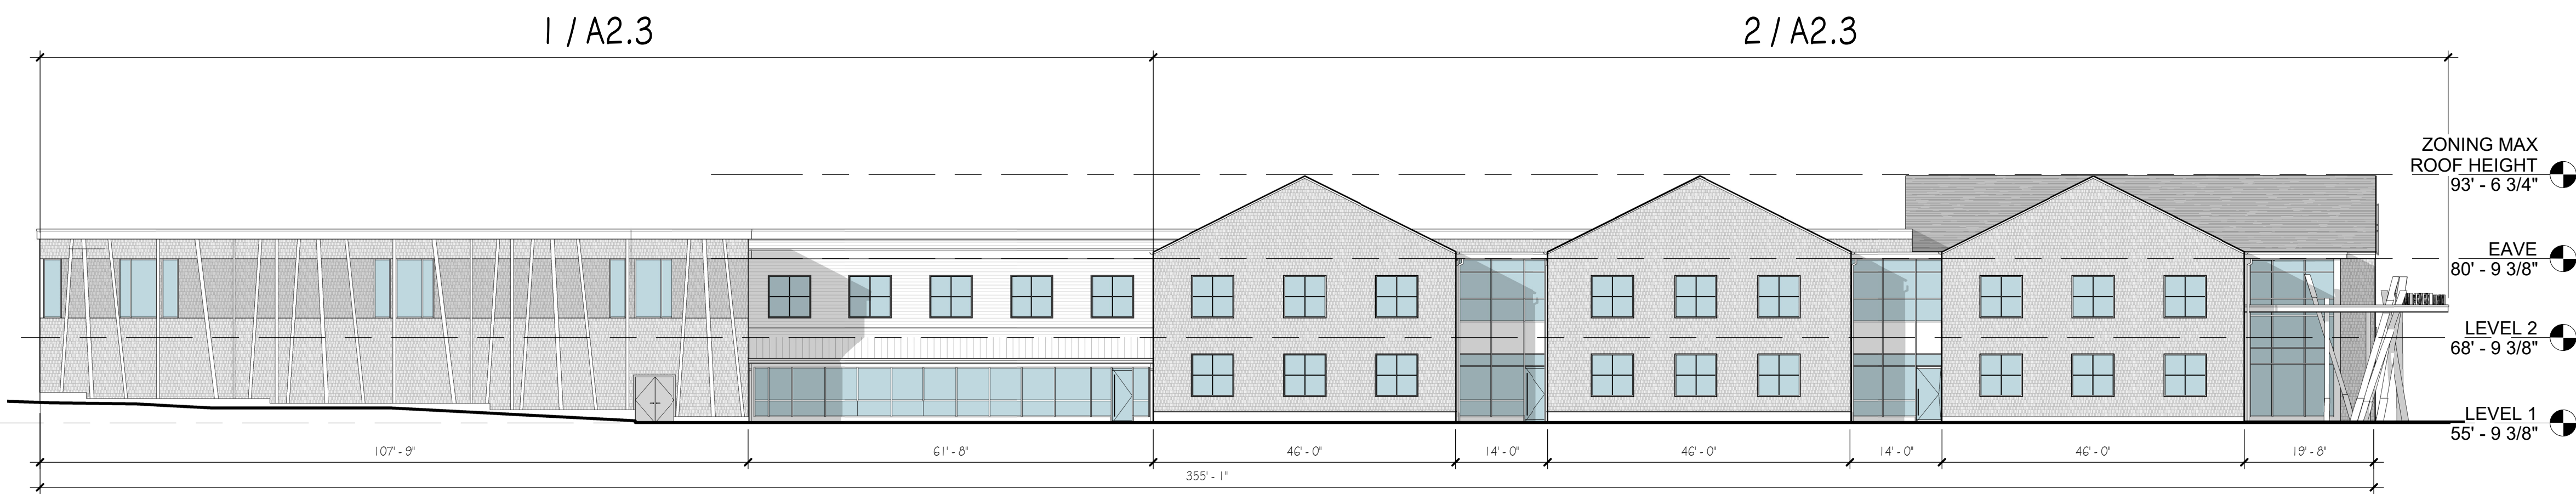 1 / A2.3
2 / A2.3
ZONING MAX
ROOF HEIGHT
93' - 6 3/4"
EAVE
80' - 9 3/8"
LEVEL 2
68' - 9 3/8"
LEVEL 1
55' - 9 3/8"
107' - 9"
61' - 8"
46' - 0"
14' - 0"
46' - 0"
14' - 0"
46' - 0"
19' - 8"
355' - 1"